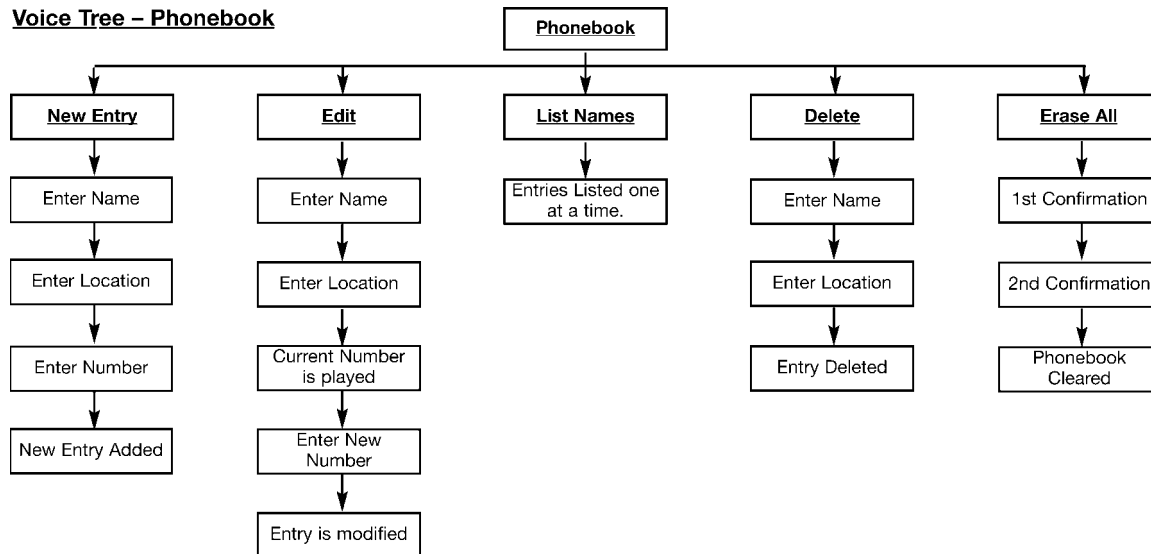 Voice Tree – Phonebook
Phonebook
New Entry
Edit
List Names
Delete
Erase All
Enter Name
Enter Name
Entries Listed one
at a time.
Enter Name
1st Confirmation
Enter Location
Enter Location
Enter Location
2nd Confirmation
Enter Number
Current Number
is played
Entry Deleted
Phonebook
Cleared
New Entry Added
Enter New
Number
Entry is modified